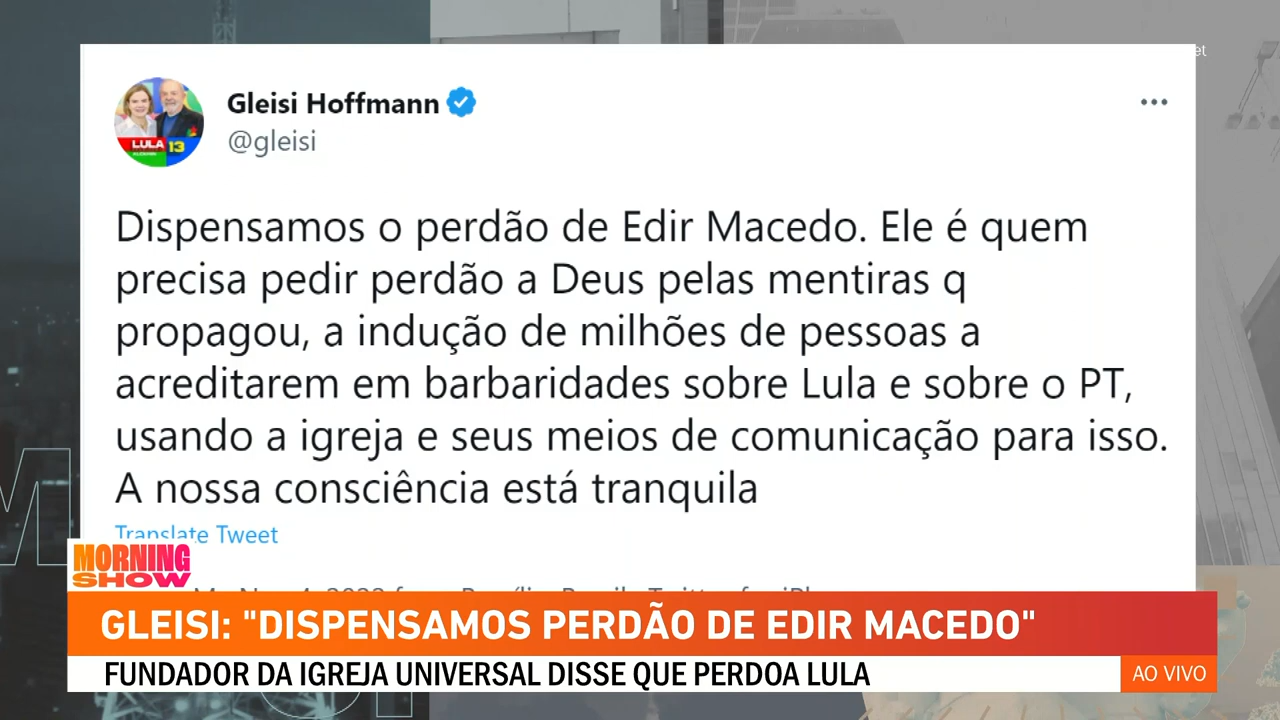 et
Gleisi Hoffmann
@gleisi
LULA 13
Dispensamos o perdão de Edir Macedo. Ele é quem
precisa pedir perdão a Deus pelas mentiras q
propagou, a indução de milhões de pessoas a
acreditarem em barbaridades sobre Lula e sobre o PT,
usando a igreja e seus meios de comunicação para isso.
A nossa consciência está tranquila
Translate Tweet
MORNING
SHOW
GLEISI: "DISPENSAMOS PERDÃO DE EDIR MACEDO"
FUNDADOR DA IGREJA UNIVERSAL DISSE QUE PERDOA LULA
AO VIVO